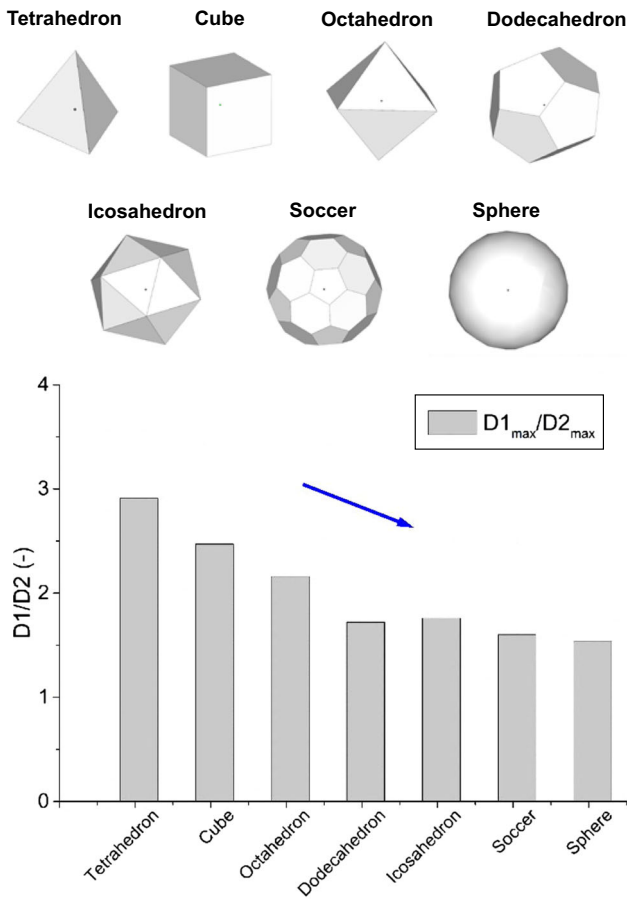 Tetrahedron Cube Octahedron Dodecahedron
Icosahedron Soccer Sphere
4
D1max/D2max
3
2
1
0
D1/D2 (-)
Tetrahedron
Cube
Octahedron
Dodecahedron
Icosahedron
Soccer
Sphere